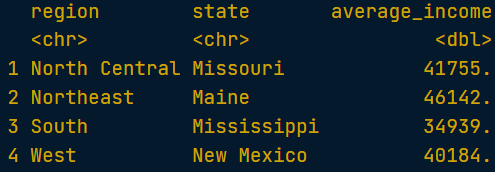 region state average_income
<chr> <chr> <dbl>
1 North Central Missouri 41755.
2 Northeast Maine 46142.
3 South Mississippi 34939.
4 West New Mexico 40184.